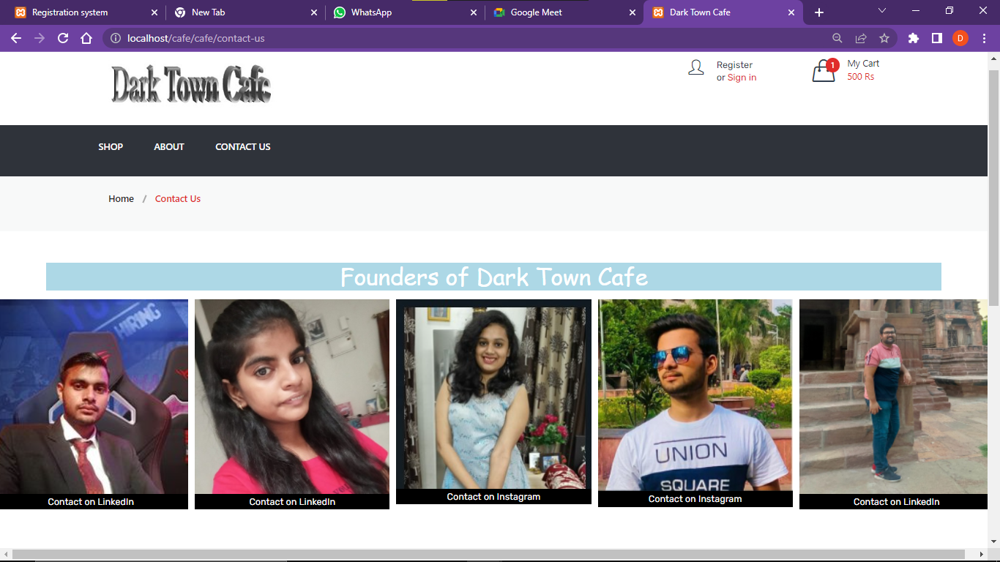 Registration system
New Tab
WhatsApp
Google Meet
Dark Town Cafe
localhost/cafe/cafe/contact-us
D
Dark Town Cafe
Register
or Sign in
1
My Cart
500 Rs
SHOP
ABOUT
CONTACT US
Home / Contact Us
Founders of Dark Town Cafe
HIRING
UNION
SQUARE
Contact on LinkedIn
Contact on LinkedIn
Contact on Instagram
Contact on Instagram
Contact on LinkedIn